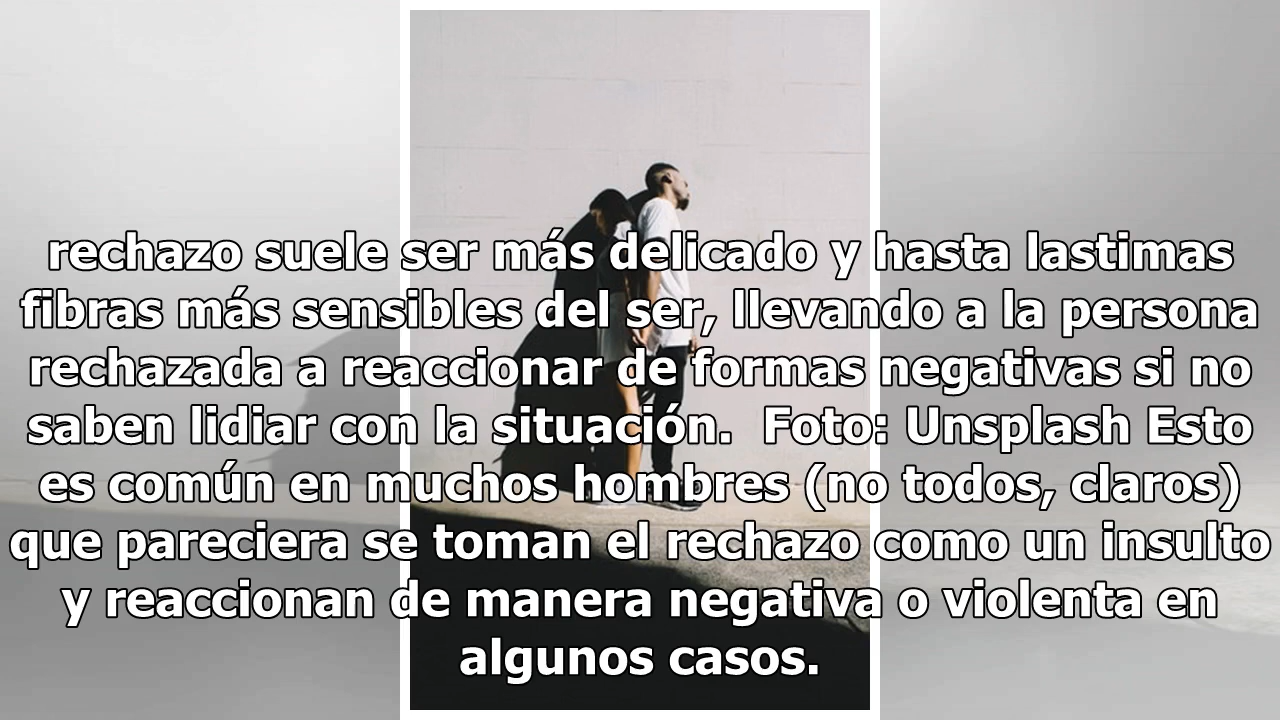 rechazo suele ser más delicado y hasta lastimas
fibras más sensibles del ser, llevando a la persona
rechazada a reaccionar de formas negativas si no
saben lidiar con la situación.  Foto: Unsplash Esto
es común en muchos hombres (no todos, claros)
que pareciera se toman el rechazo como un insulto
y reaccionan de manera negativa o violenta en
algunos casos.